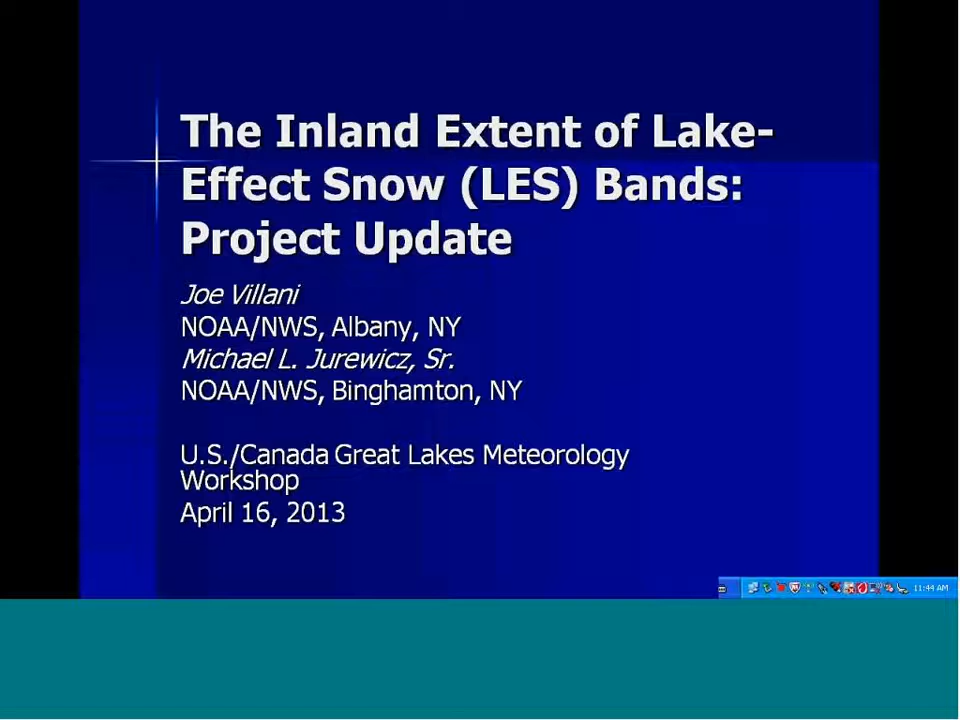 The Inland Extent of Lake-
Effect Snow (LES) Bands:
Project Update
Joe Villani
NOAA/NWS, Albany, NY
Michael L. Jurewicz, Sr.
NOAA/NWS, Binghamton, NY
U.S./Canada Great Lakes Meteorology
Workshop
April 16, 2013
11:44 AM